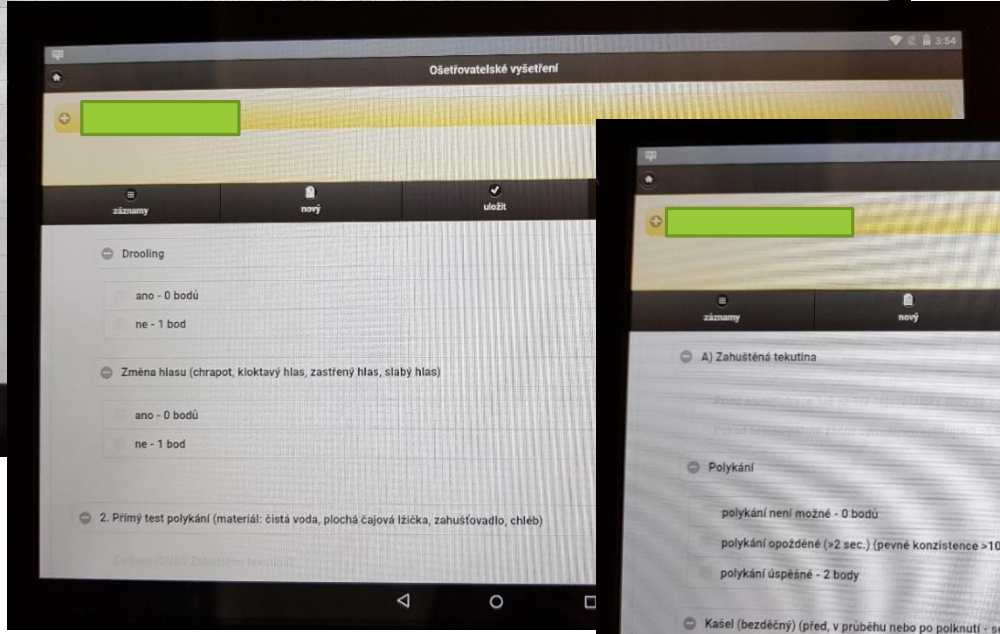 3:54
Ošetřovatelské vyšetření
záznamy
nový
uložit
Drooling
ano - 0 bodů
ne - 1 bod
Změna hlasu (chrapot, kloktavý hlas, zastřený hlas, slabý hlas)
ano - 0 bodů
ne - 1 bod
2. Přímý test polykání (materiál: čistá voda, plochá čajová lžička, zahušťovadlo, chléb)
záznamy
nový
A) Zahuštěná tekutina
Polykání
polykání není možné - 0 bodů
polykání opožděné (>2 sec.) (pevné konzistence >10
polykání úspěšné - 2 body
Kašel (bezděčný) (před, v průběhu nebo po polknutí -